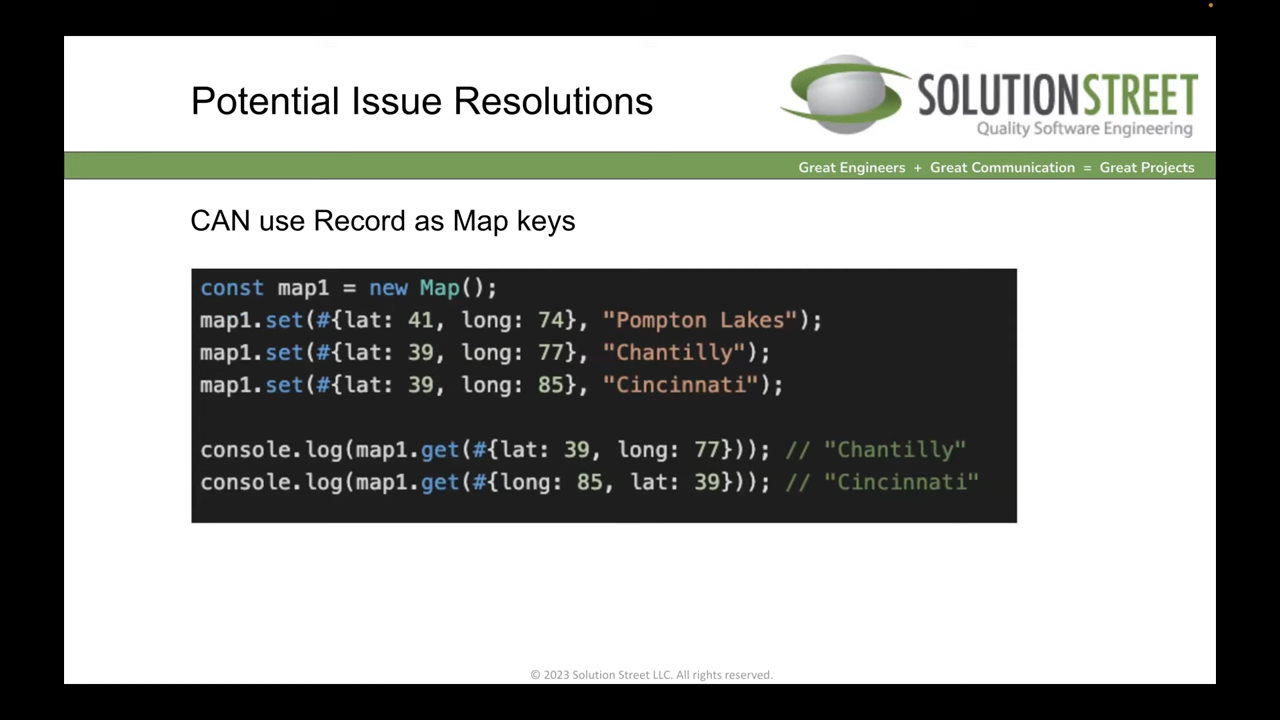 Potential Issue Resolutions
SOLUTIONSTREET
Quality Software Engineering
Great Engineers + Great Communication = Great Projects
CAN use Record as Map keys
const map1 = new Map();
map1.set(#{lat: 41, long: 74}, "Pompton Lakes");
map1.set(#{lat: 39, long: 77}, "Chantilly");
map1.set(#{lat: 39, long: 85}, "Cincinnati");
console.log(map1.get(#{lat: 39, long: 77})); // "Chantilly"
console.log(map1.get(#{long: 85, lat: 39})); // "Cincinnati"
© 2023 Solution Street LLC. All rights reserved.